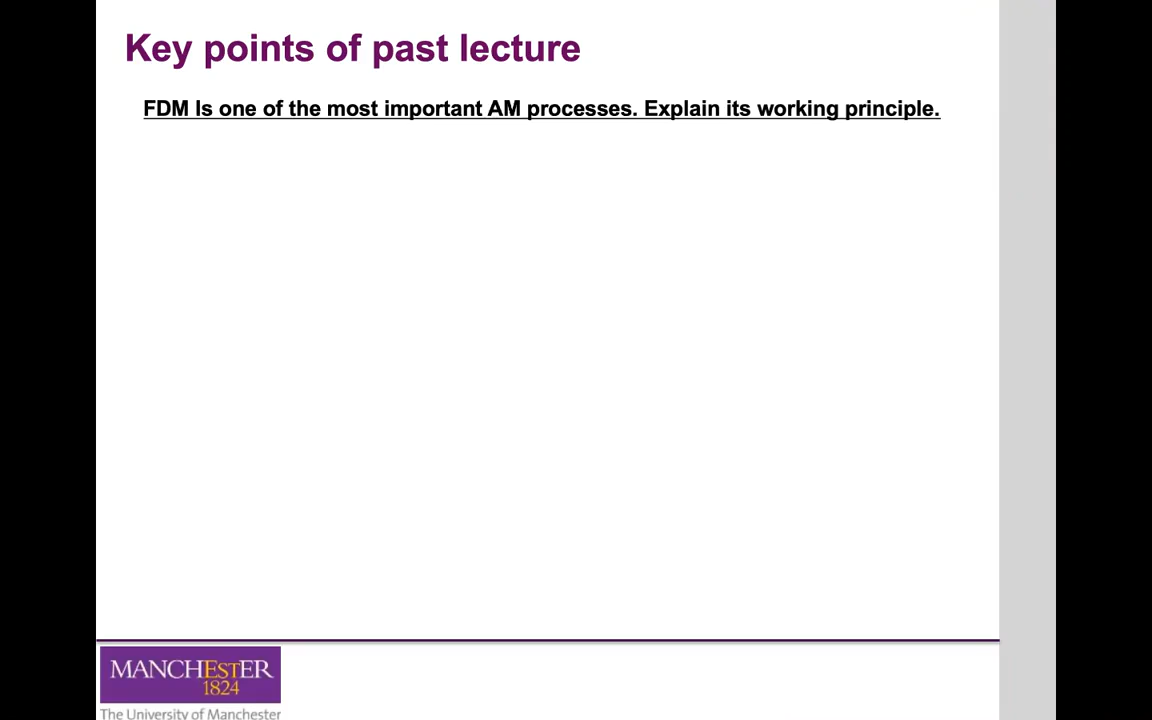 Key points of past lecture
FDM Is one of the most important AM processes. Explain its working principle.
MANCHESTER
1824
The University of Manchester